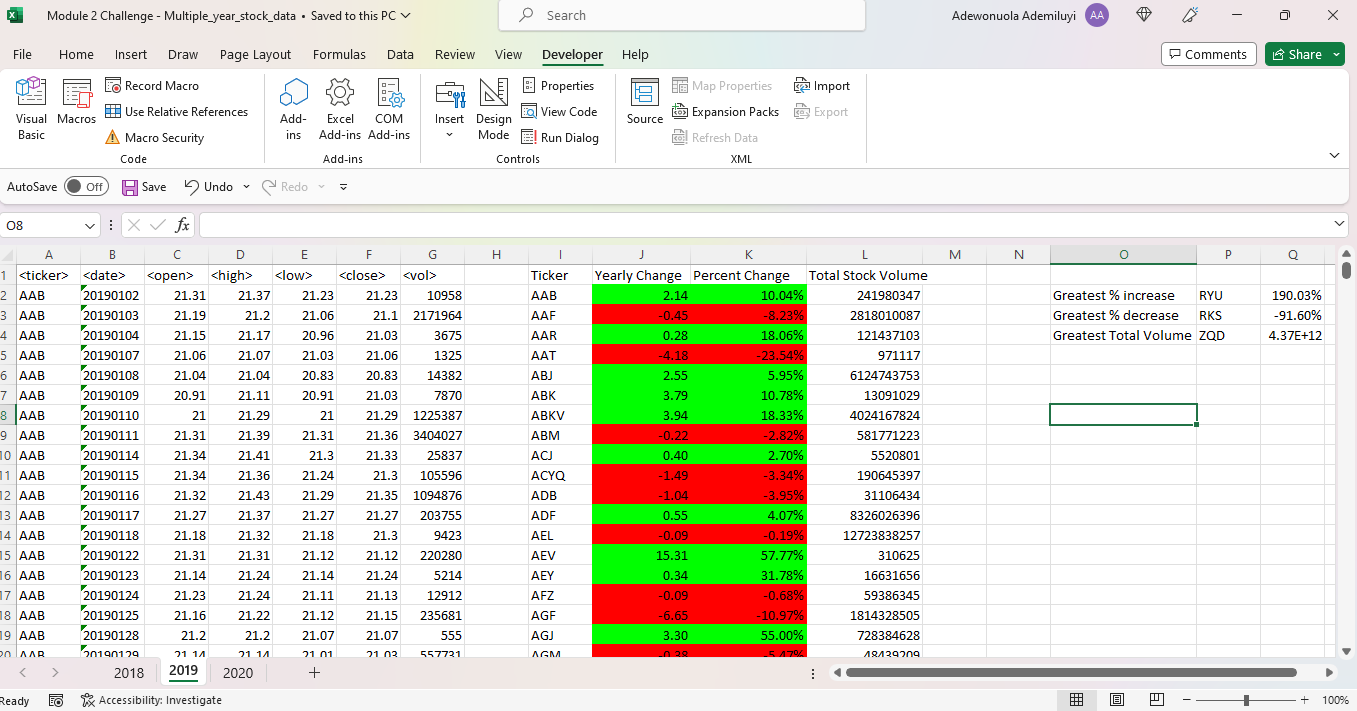 Module 2 Challenge - Multiple_year_stock_data • Saved to this PC Search Adewonuola Ademiluyi AA
File Home Insert Draw Page Layout Formulas Data Review View Developer Help Comments Share
Visual Basic Macros Record Macro Use Relative References Macro Security Code
Add-ins Excel Add-ins COM Add-ins Add-ins
Insert Design Mode Properties View Code Run Dialog Controls
Source Map Properties Expansion Packs Refresh Data Import Export XML
AutoSave Off Save Undo Redo
O8 fx
A B C D E F G H I J K L M N O P Q
1 <ticker> <date> <open> <high> <low> <close> <vol> Ticker Yearly Change Percent Change Total Stock Volume
2 AAB 20190102 21.31 21.37 21.23 21.23 10958 AAB 2.14 10.04% 241980347 Greatest % increase RYU 190.03%
3 AAB 20190103 21.19 21.2 21.06 21.1 2171964 AAF -0.45 -8.23% 2818010087 Greatest % decrease RKS -91.60%
4 AAB 20190104 21.15 21.17 20.96 21.03 3675 AAR 0.28 18.06% 121437103 Greatest Total Volume ZQD 4.37E+12
5 AAB 20190107 21.06 21.07 21.03 21.06 1325 AAT -4.18 -23.54% 971117
6 AAB 20190108 21.04 21.04 20.83 20.83 14382 ABJ 2.55 5.95% 6124743753
7 AAB 20190109 20.91 21.11 20.91 21.03 7870 ABK 3.79 10.78% 13091029
8 AAB 20190110 21 21.29 21 21.29 1225387 ABKV 3.94 18.33% 4024167824
9 AAB 20190111 21.31 21.39 21.31 21.36 3404027 ABM -0.22 -2.82% 581771223
10 AAB 20190114 21.34 21.41 21.3 21.33 25837 ACJ 0.40 2.70% 5520801
11 AAB 20190115 21.34 21.36 21.24 21.3 105596 ACYQ -1.49 -3.34% 190645397
12 AAB 20190116 21.32 21.43 21.29 21.35 1094876 ADB -1.04 -3.95% 31106434
13 AAB 20190117 21.27 21.37 21.27 21.27 203755 ADF 0.55 4.07% 8326026396
14 AAB 20190118 21.18 21.32 21.18 21.3 9423 AEL -0.09 -0.19% 12723838257
15 AAB 20190122 21.31 21.31 21.12 21.12 220280 AEV 15.31 57.77% 310625
16 AAB 20190123 21.14 21.24 21.14 21.24 5214 AEY 0.34 31.78% 16631656
17 AAB 20190124 21.23 21.24 21.11 21.13 12912 AFZ -0.09 -0.68% 59386345
18 AAB 20190125 21.16 21.22 21.12 21.15 235681 AGF -6.65 -10.97% 1814328505
19 AAB 20190128 21.2 21.2 21.07 21.07 555 AGJ 3.30 55.00% 728384628
20 AAB 20190129 21.14 21.14 21.01 21.03 557731 AGM -0.38 -5.47% 48439209
2018 2019 2020
Ready Accessibility: Investigate 100%